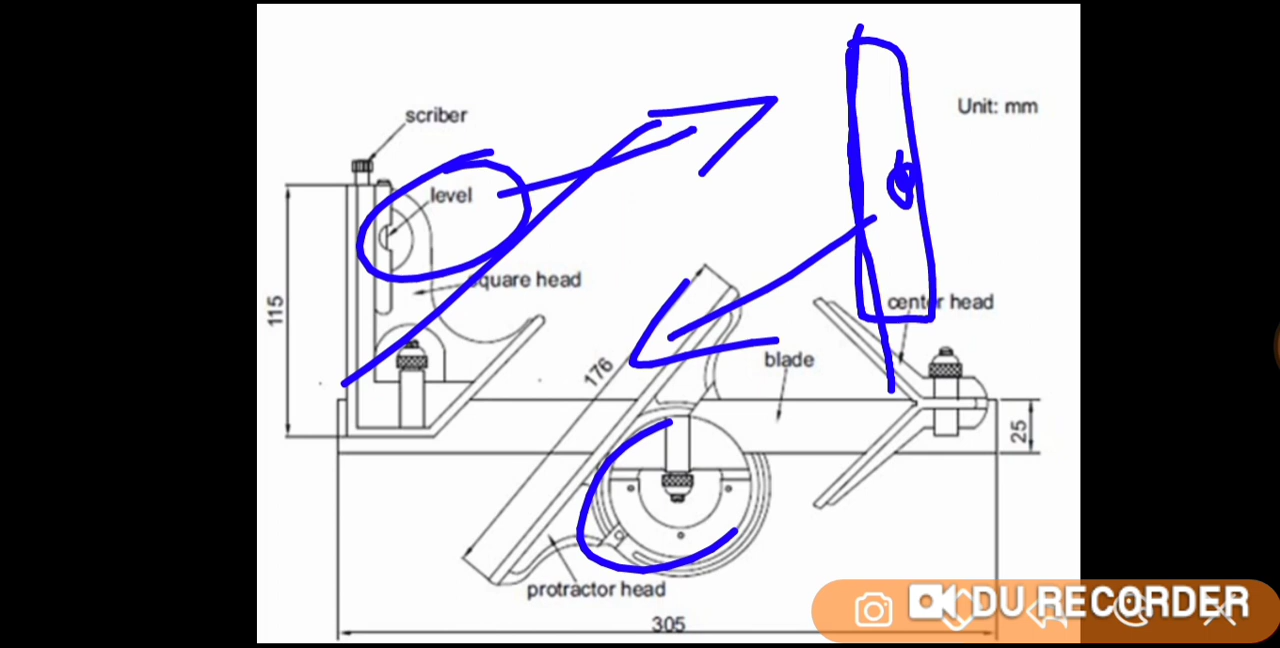 Unit: mm
scriber
level
square head
115
center head
176
blade
25
protractor head
305
DU RECORDER